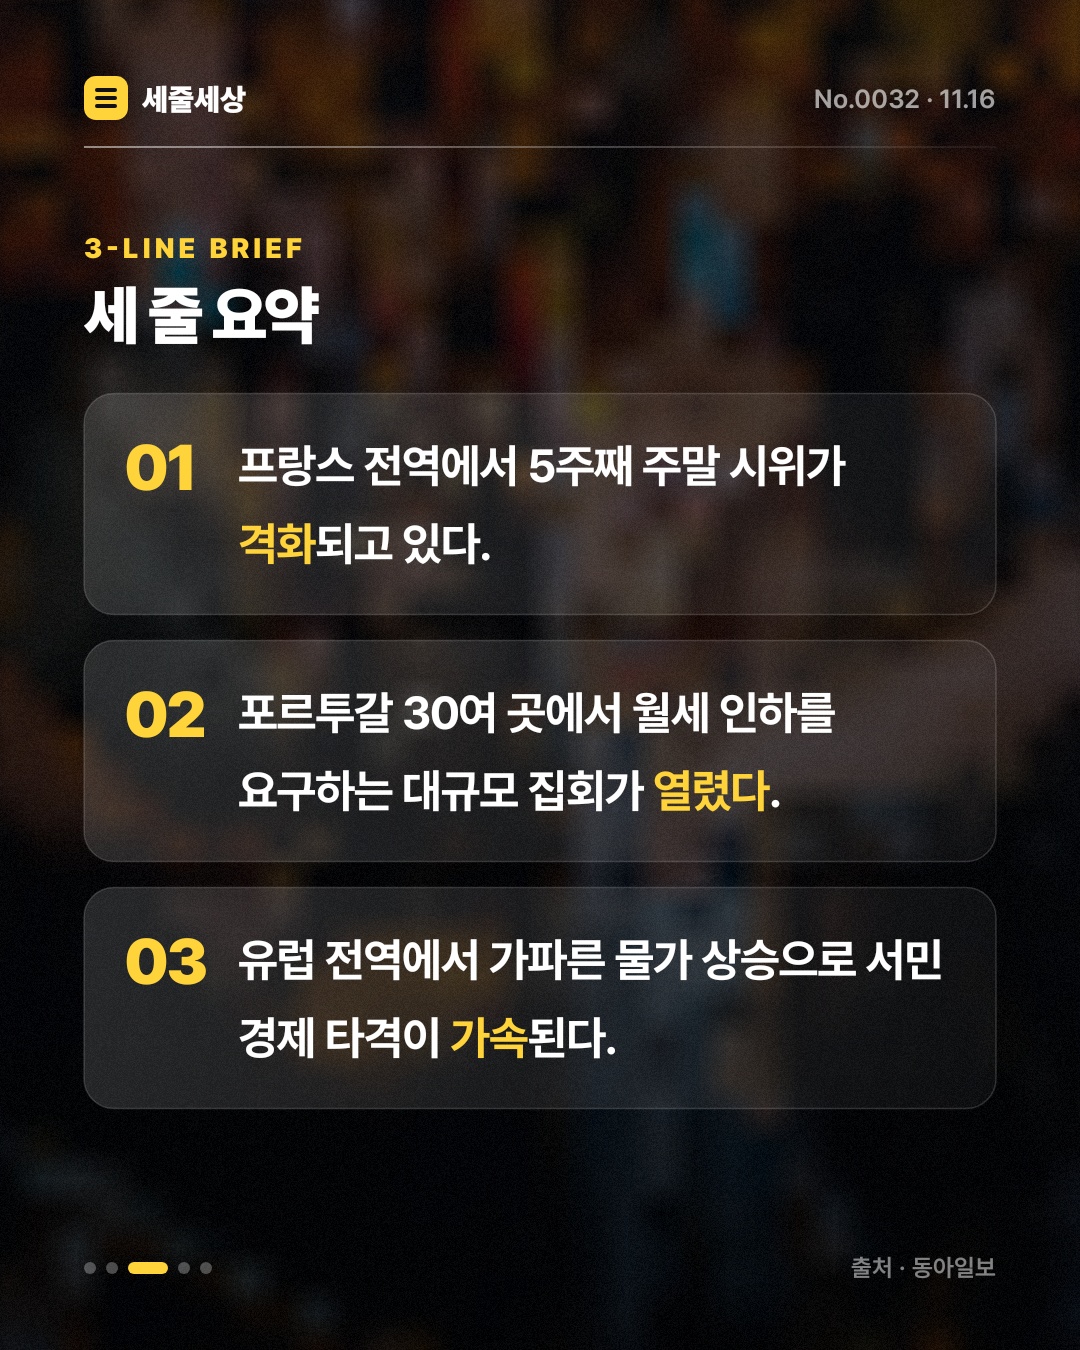 세줄세상
No.0032 · 11.16
3-LINE BRIEF
세 줄 요약
01 프랑스 전역에서 5주째 주말 시위가
격화되고 있다.
02 포르투갈 30여 곳에서 월세 인하를
요구하는 대규모 집회가 열렸다.
03 유럽 전역에서 가파른 물가 상승으로 서민
경제 타격이 가속된다.
출처 · 동아일보